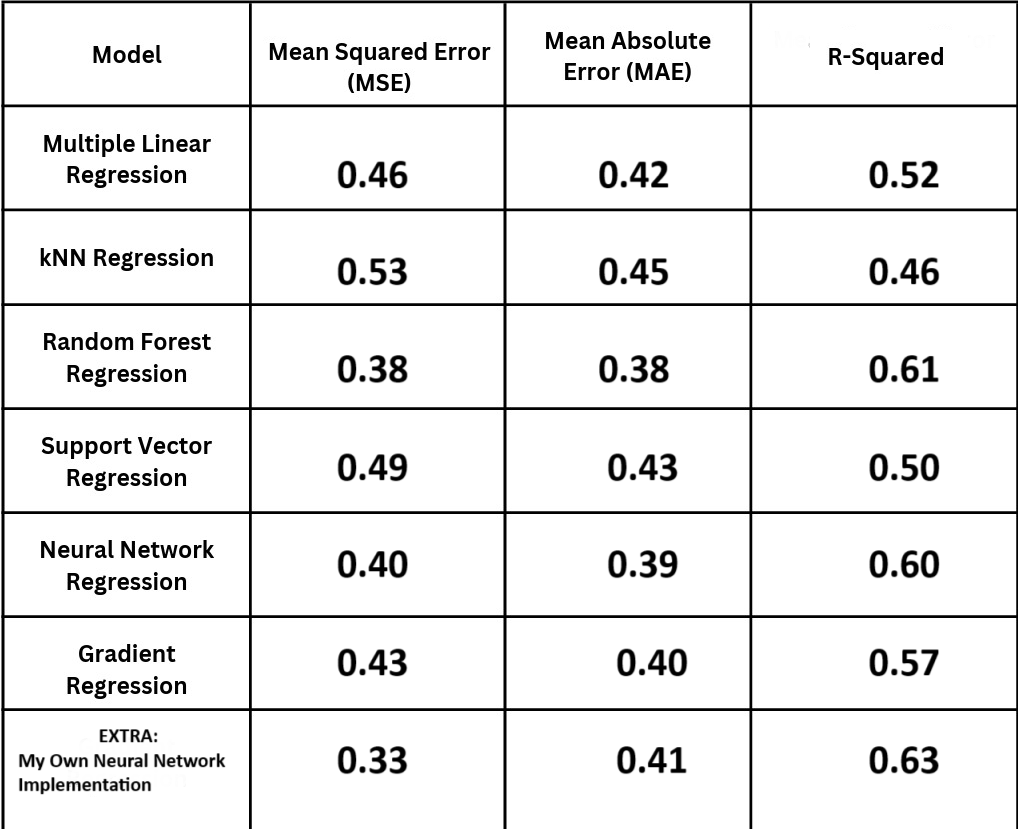 Model
Mean Squared Error
(MSE)
Mean Absolute
Error (MAE)
R-Squared
Multiple Linear
Regression
0.46
0.42
0.52
kNN Regression
0.53
0.45
0.46
Random Forest
Regression
0.38
0.38
0.61
Support Vector
Regression
0.49
0.43
0.50
Neural Network
Regression
0.40
0.39
0.60
Gradient
Regression
0.43
0.40
0.57
EXTRA:
My Own Neural Network
Implementation
0.33
0.41
0.63